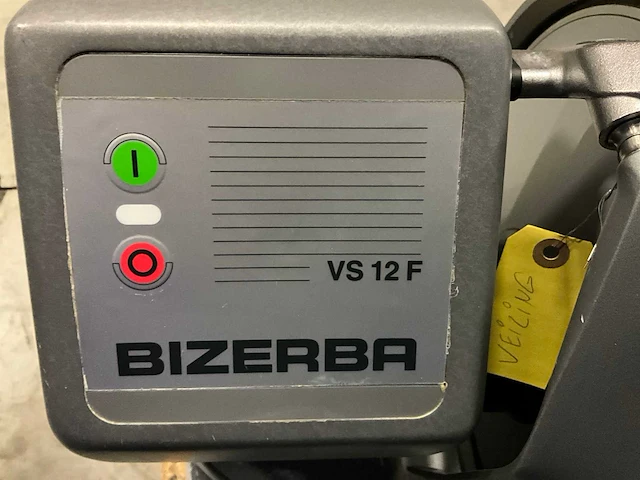 I
O
VS 12 F
BIZERBA
VEILING